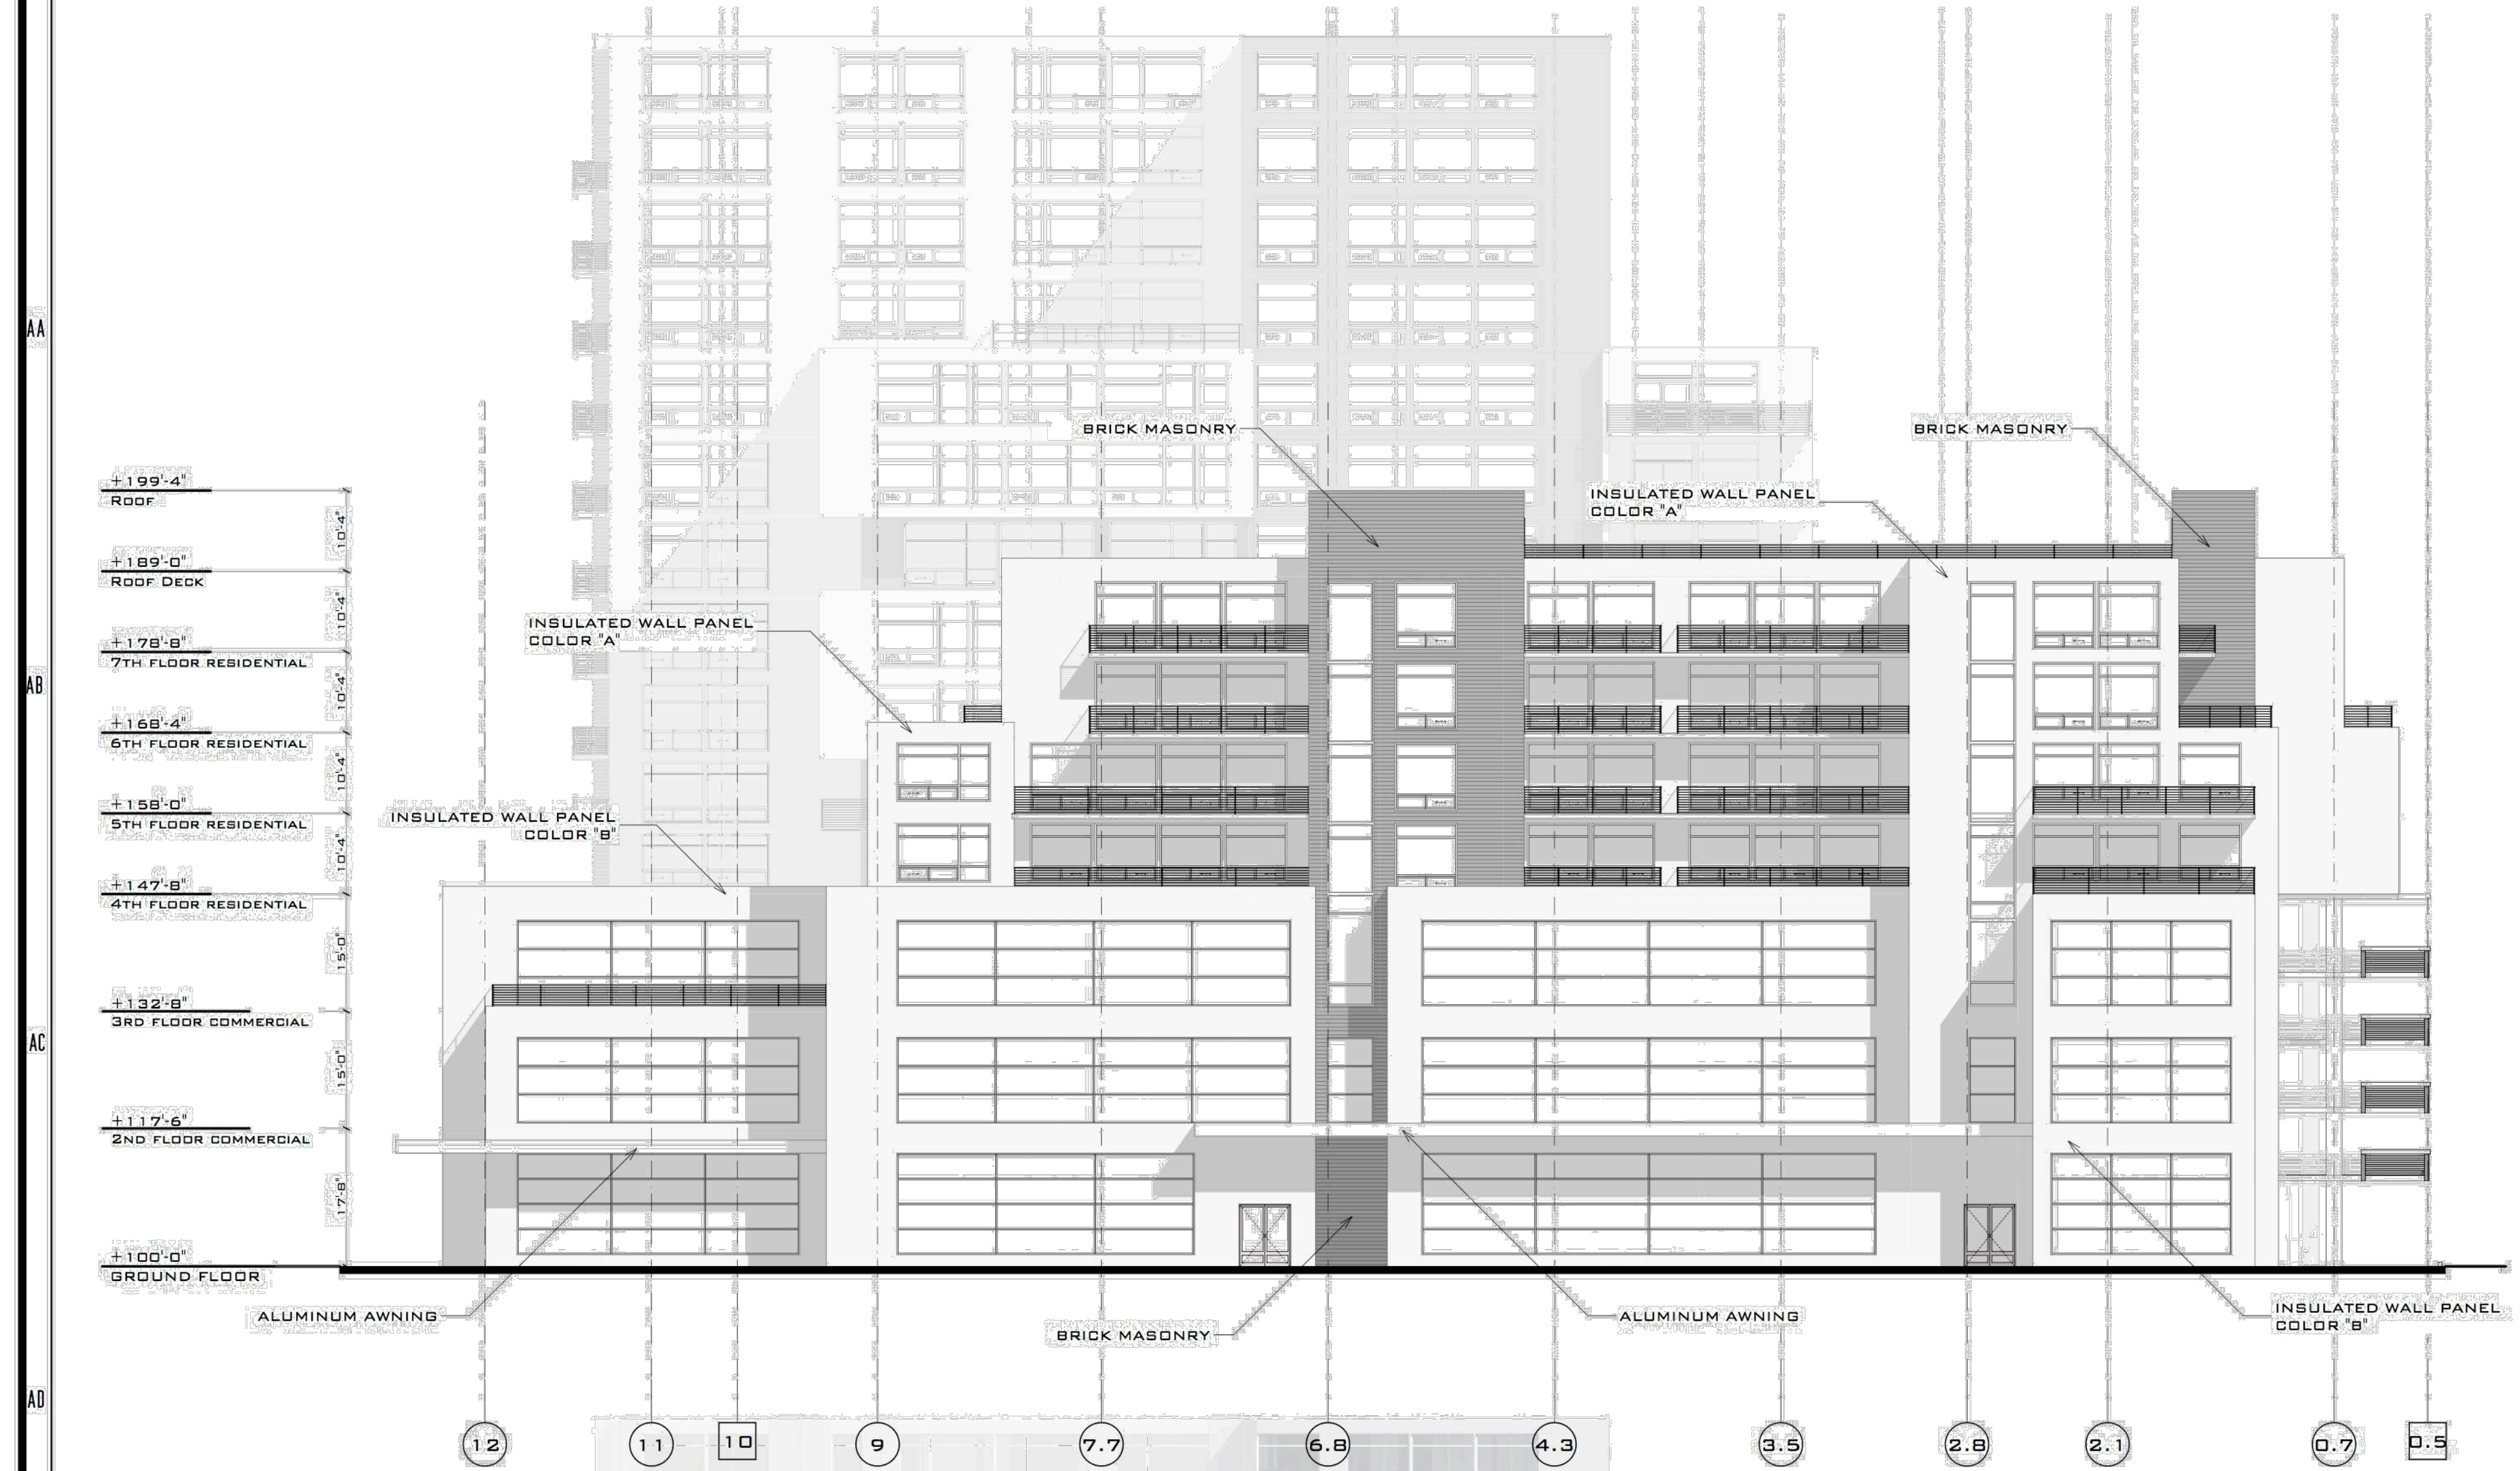 AA
AB
AC
AD
BRICK MASONRY
BRICK MASONRY
INSULATED WALL PANEL
COLOR "A"
INSULATED WALL PANEL
COLOR "A"
INSULATED WALL PANEL
COLOR "B"
+199'-4"
ROOF
10'-4"
+189'-0"
ROOF DECK
10'-4"
+178'-8"
7TH FLOOR RESIDENTIAL
10'-4"
+168'-4"
6TH FLOOR RESIDENTIAL
10'-4"
+158'-0"
5TH FLOOR RESIDENTIAL
10'-4"
+147'-8"
4TH FLOOR RESIDENTIAL
15'-0"
+132'-8"
3RD FLOOR COMMERCIAL
15'-0"
+117'-6"
2ND FLOOR COMMERCIAL
17'-8"
+100'-0"
GROUND FLOOR
ALUMINUM AWNING
BRICK MASONRY
ALUMINUM AWNING
INSULATED WALL PANEL
COLOR "B"
12
11
10
9
7.7
6.8
4.3
3.5
2.8
2.1
0.7
0.5